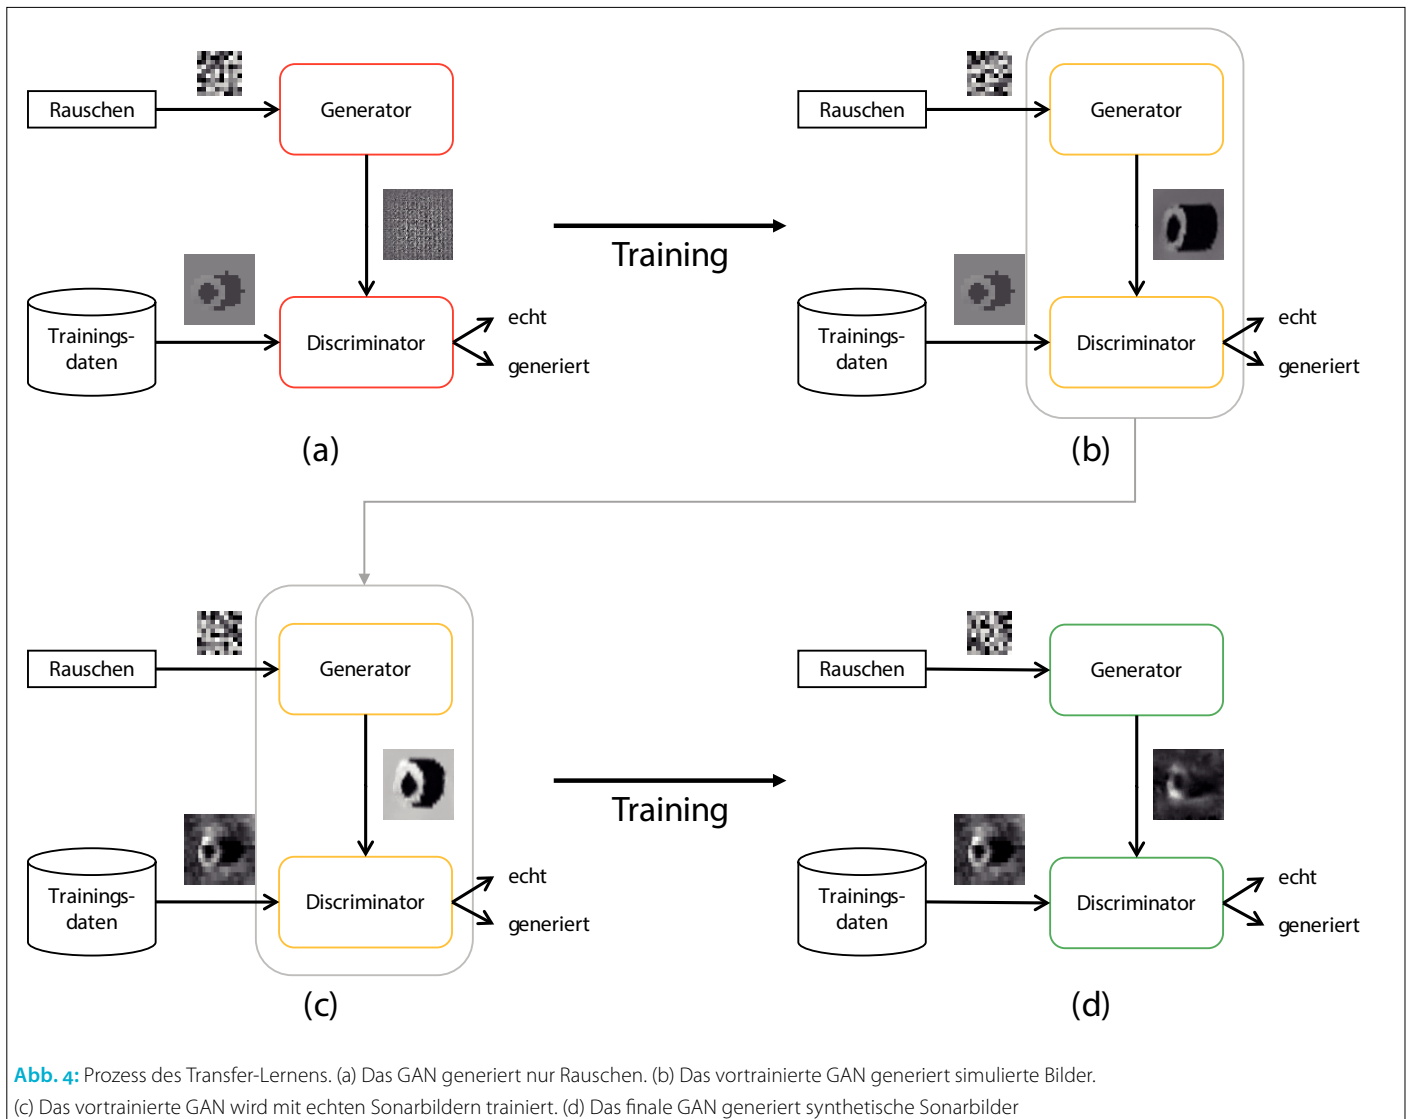 Rauschen
Generator
Trainings-
daten
Discriminator
echt
generiert
(a)
Training
Rauschen
Generator
Trainings-
daten
Discriminator
echt
generiert
(b)
Rauschen
Generator
Trainings-
daten
Discriminator
echt
generiert
(c)
Training
Rauschen
Generator
Trainings-
daten
Discriminator
echt
generiert
(d)
Abb. 4: Prozess des Transfer-Lernens. (a) Das GAN generiert nur Rauschen. (b) Das vortrainierte GAN generiert simulierte Bilder.
(c) Das vortrainierte GAN wird mit echten Sonarbildern trainiert. (d) Das finale GAN generiert synthetische Sonarbilder